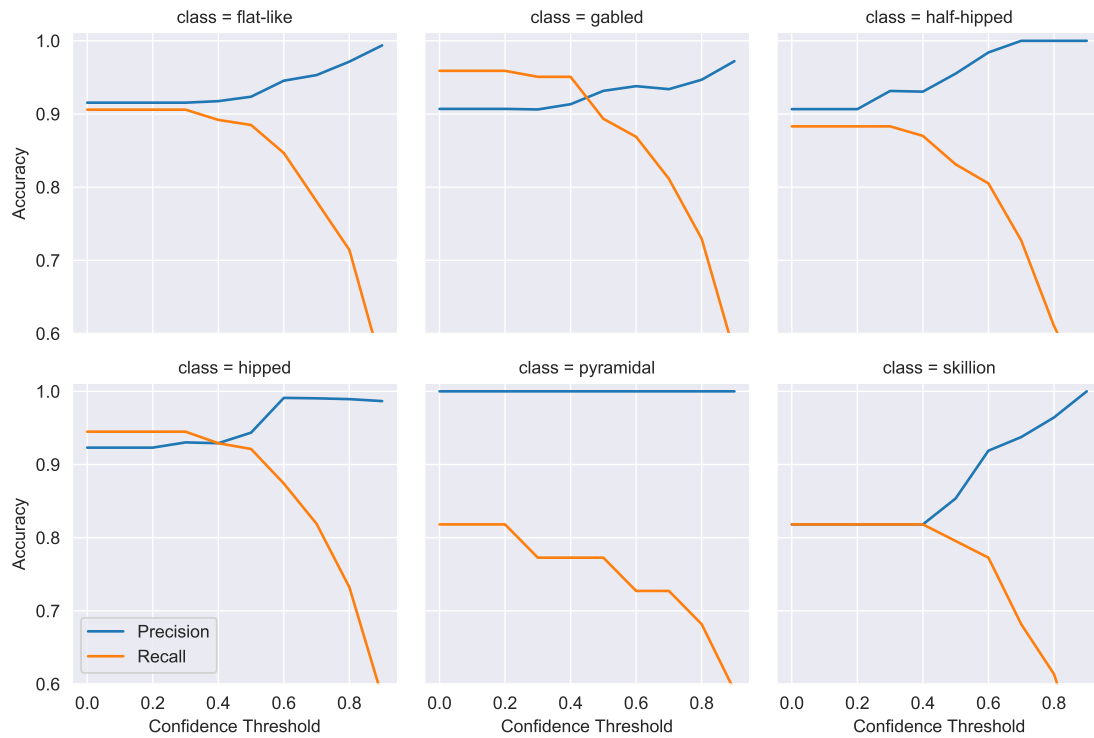 class = flat-like
class = gabled
class = half-hipped
1.0
0.9
0.8
0.7
0.6
Accuracy
class = hipped
class = pyramidal
class = skillion
1.0
0.9
0.8
0.7
0.6
Accuracy
Precision
Recall
0.0 0.2 0.4 0.6 0.8
0.0 0.2 0.4 0.6 0.8
0.0 0.2 0.4 0.6 0.8
Confidence Threshold
Confidence Threshold
Confidence Threshold